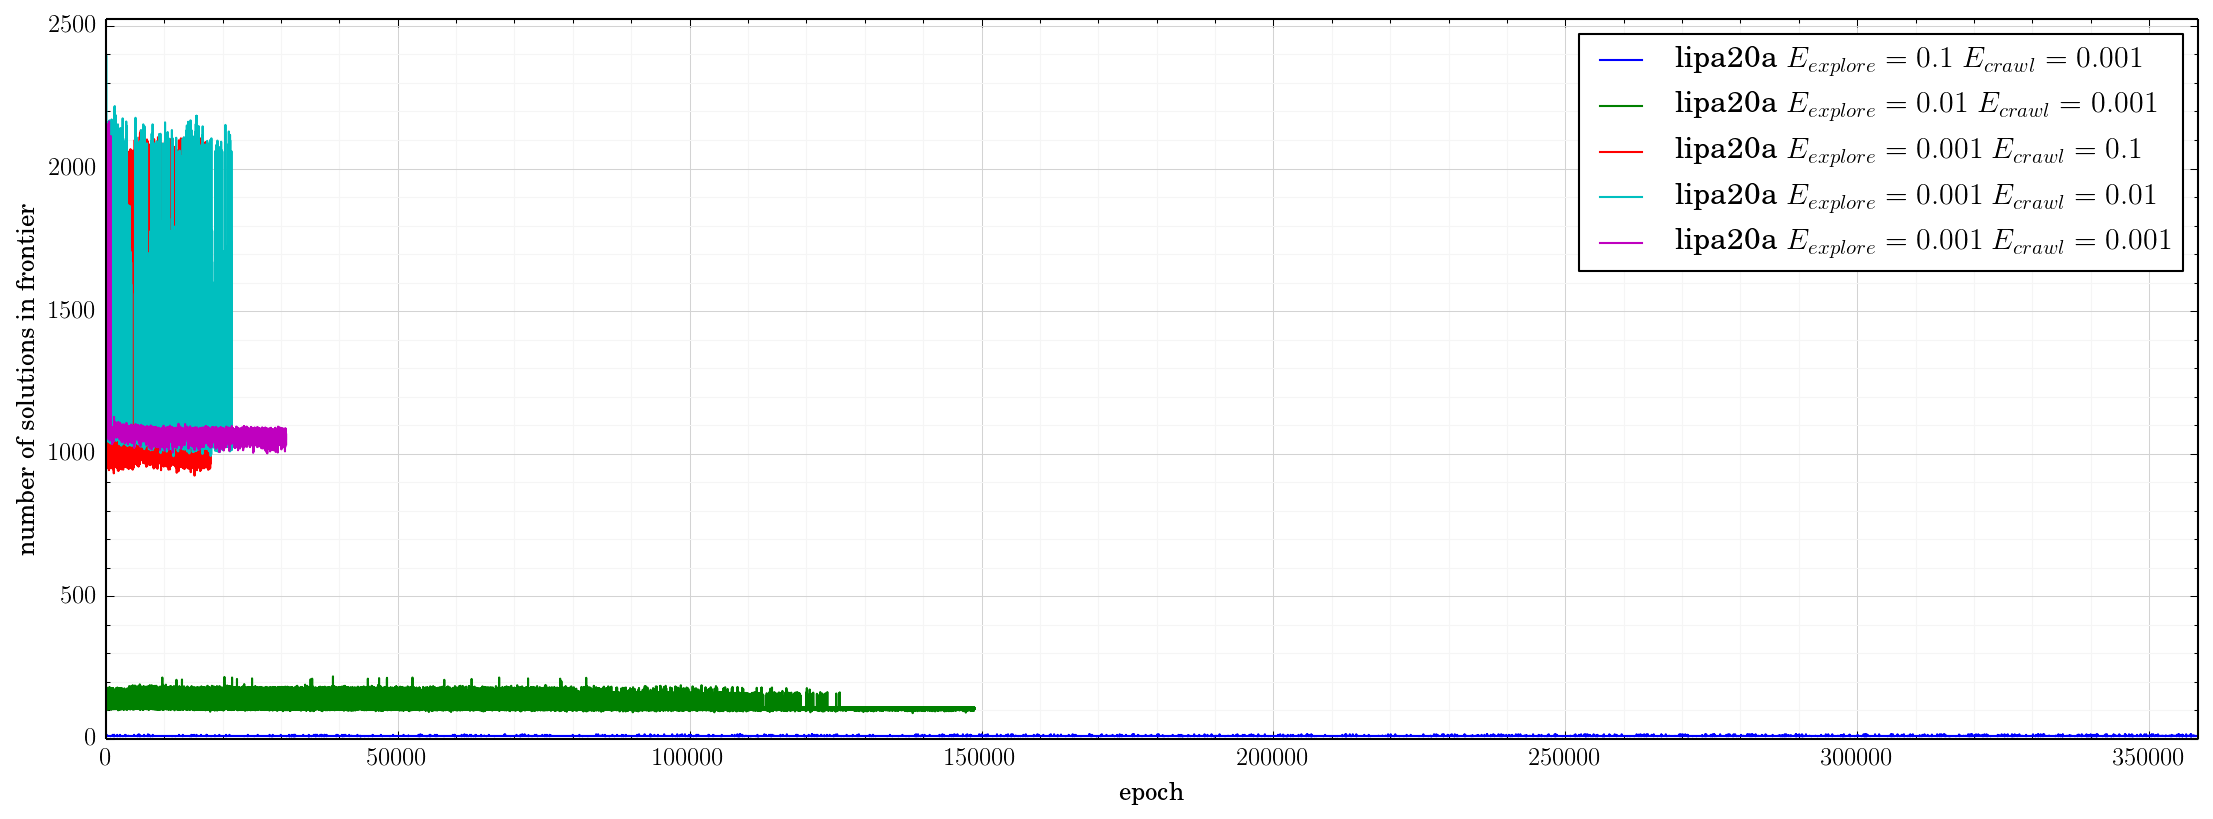 2500
2000
1500
1000
500
0
number of solutions in frontier
lipa20a E_explore = 0.1 E_crawl = 0.001
lipa20a E_explore = 0.01 E_crawl = 0.001
lipa20a E_explore = 0.001 E_crawl = 0.1
lipa20a E_explore = 0.001 E_crawl = 0.01
lipa20a E_explore = 0.001 E_crawl = 0.001
0 50000 100000 150000 200000 250000 300000 350000
epoch